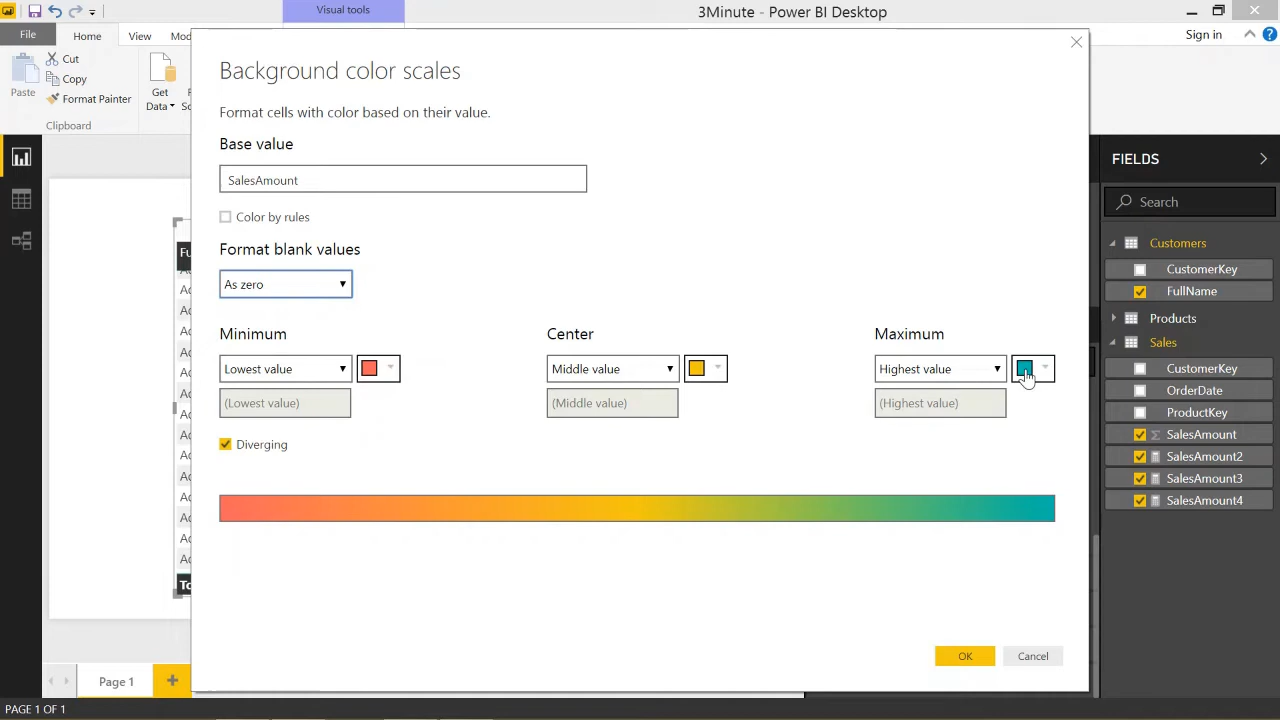 Visual tools
3Minute - Power BI Desktop
File
Home
View
Mod
Sign in
Paste
Cut
Copy
Format Painter
Clipboard
Get
Data
Background color scales
Format cells with color based on their value.
Base value
SalesAmount
Color by rules
Format blank values
As zero
Minimum
Center
Maximum
Lowest value
Middle value
Highest value
(Lowest value)
(Middle value)
(Highest value)
Diverging
OK
Cancel
FIELDS
Search
Customers
CustomerKey
FullName
Products
Sales
CustomerKey
OrderDate
ProductKey
SalesAmount
SalesAmount2
SalesAmount3
SalesAmount4
Page 1
PAGE 1 OF 1